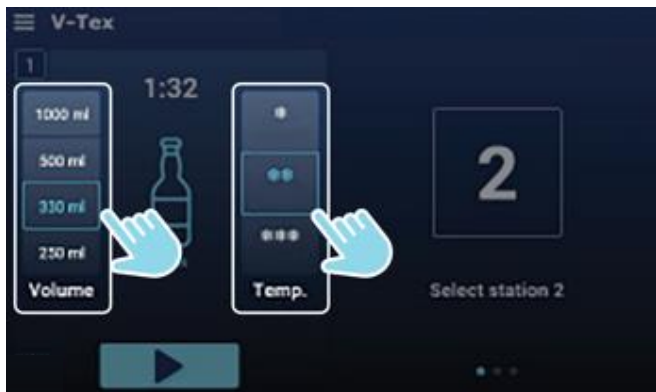 V-Tex
1
1:32
1000 ml
500 ml
330 ml
250 ml
Volume
Temp.
2
Select station 2